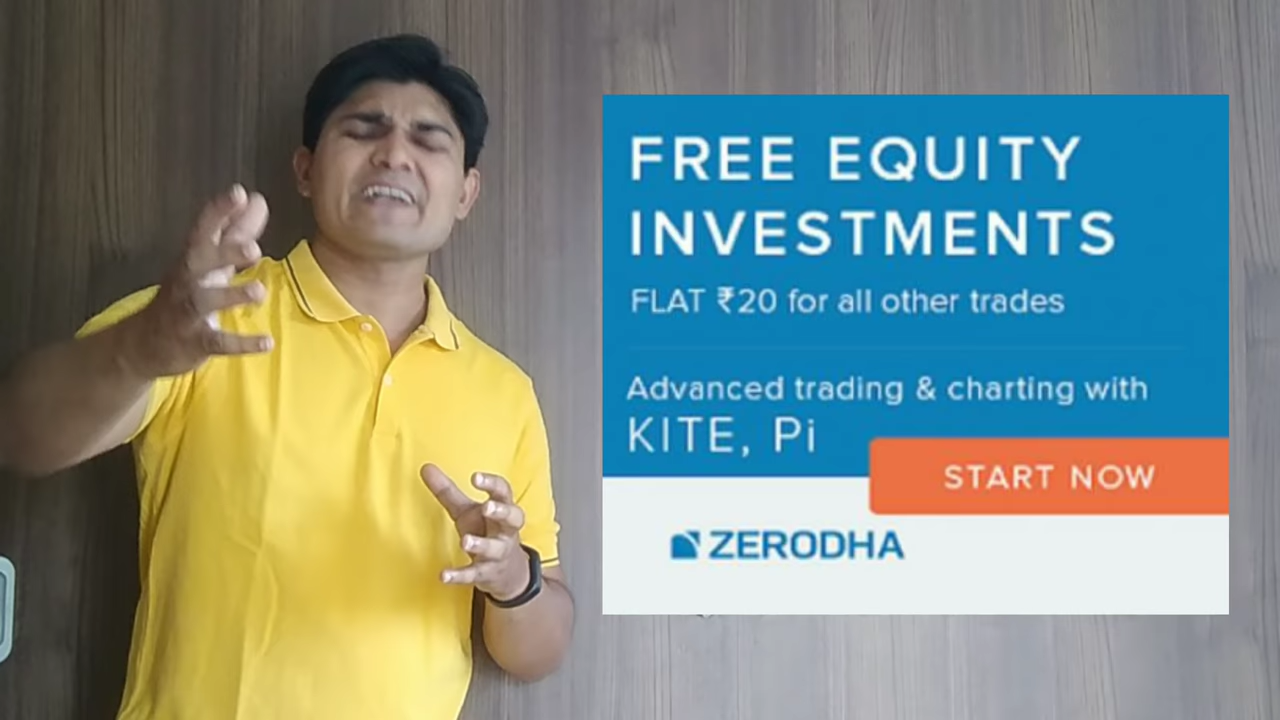 FREE EQUITY
INVESTMENTS
FLAT ₹20 for all other trades
Advanced trading & charting with
KITE, Pi
START NOW
ZERODHA